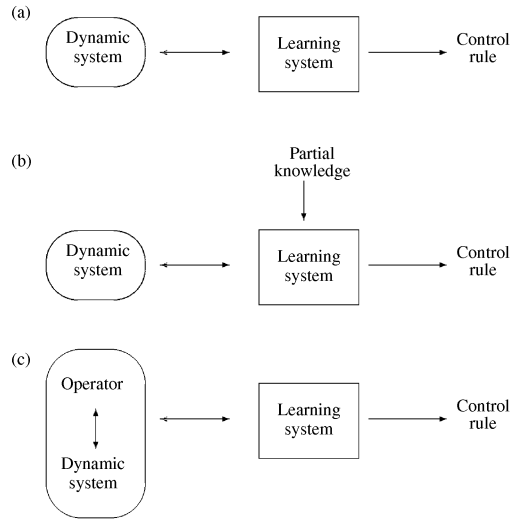 (a)
Dynamic
system
Learning
system
Control
rule
(b)
Partial
knowledge
Dynamic
system
Learning
system
Control
rule
(c)
Operator
Dynamic
system
Learning
system
Control
rule